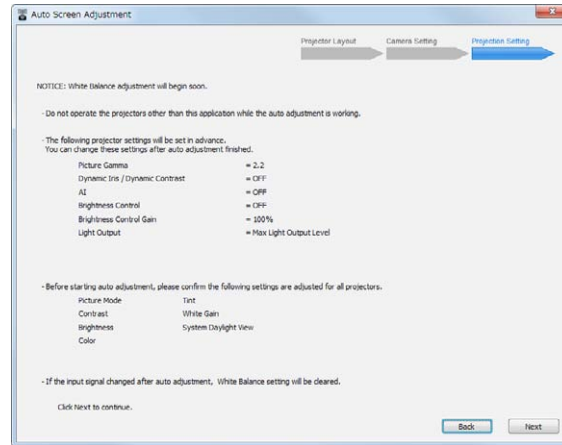 Auto Screen Adjustment
Projector Layout Camera Setting Projection Setting
NOTICE: White Balance adjustment will begin soon.
- Do not operate the projectors other than this application while the auto adjustment is working.
- The following projector settings will be set in advance.
You can change these settings after auto adjustment finished.
Picture Gamma = 2.2
Dynamic Iris / Dynamic Contrast = OFF
AI = OFF
Brightness Control = OFF
Brightness Control Gain = 100%
Light Output = Max Light Output Level
- Before starting auto adjustment, please confirm the following settings are adjusted for all projectors.
Picture Mode Tint
Contrast White Gain
Brightness System Daylight View
Color
- If the input signal changed after auto adjustment, White Balance setting will be cleared.
Click Next to continue.
Back Next